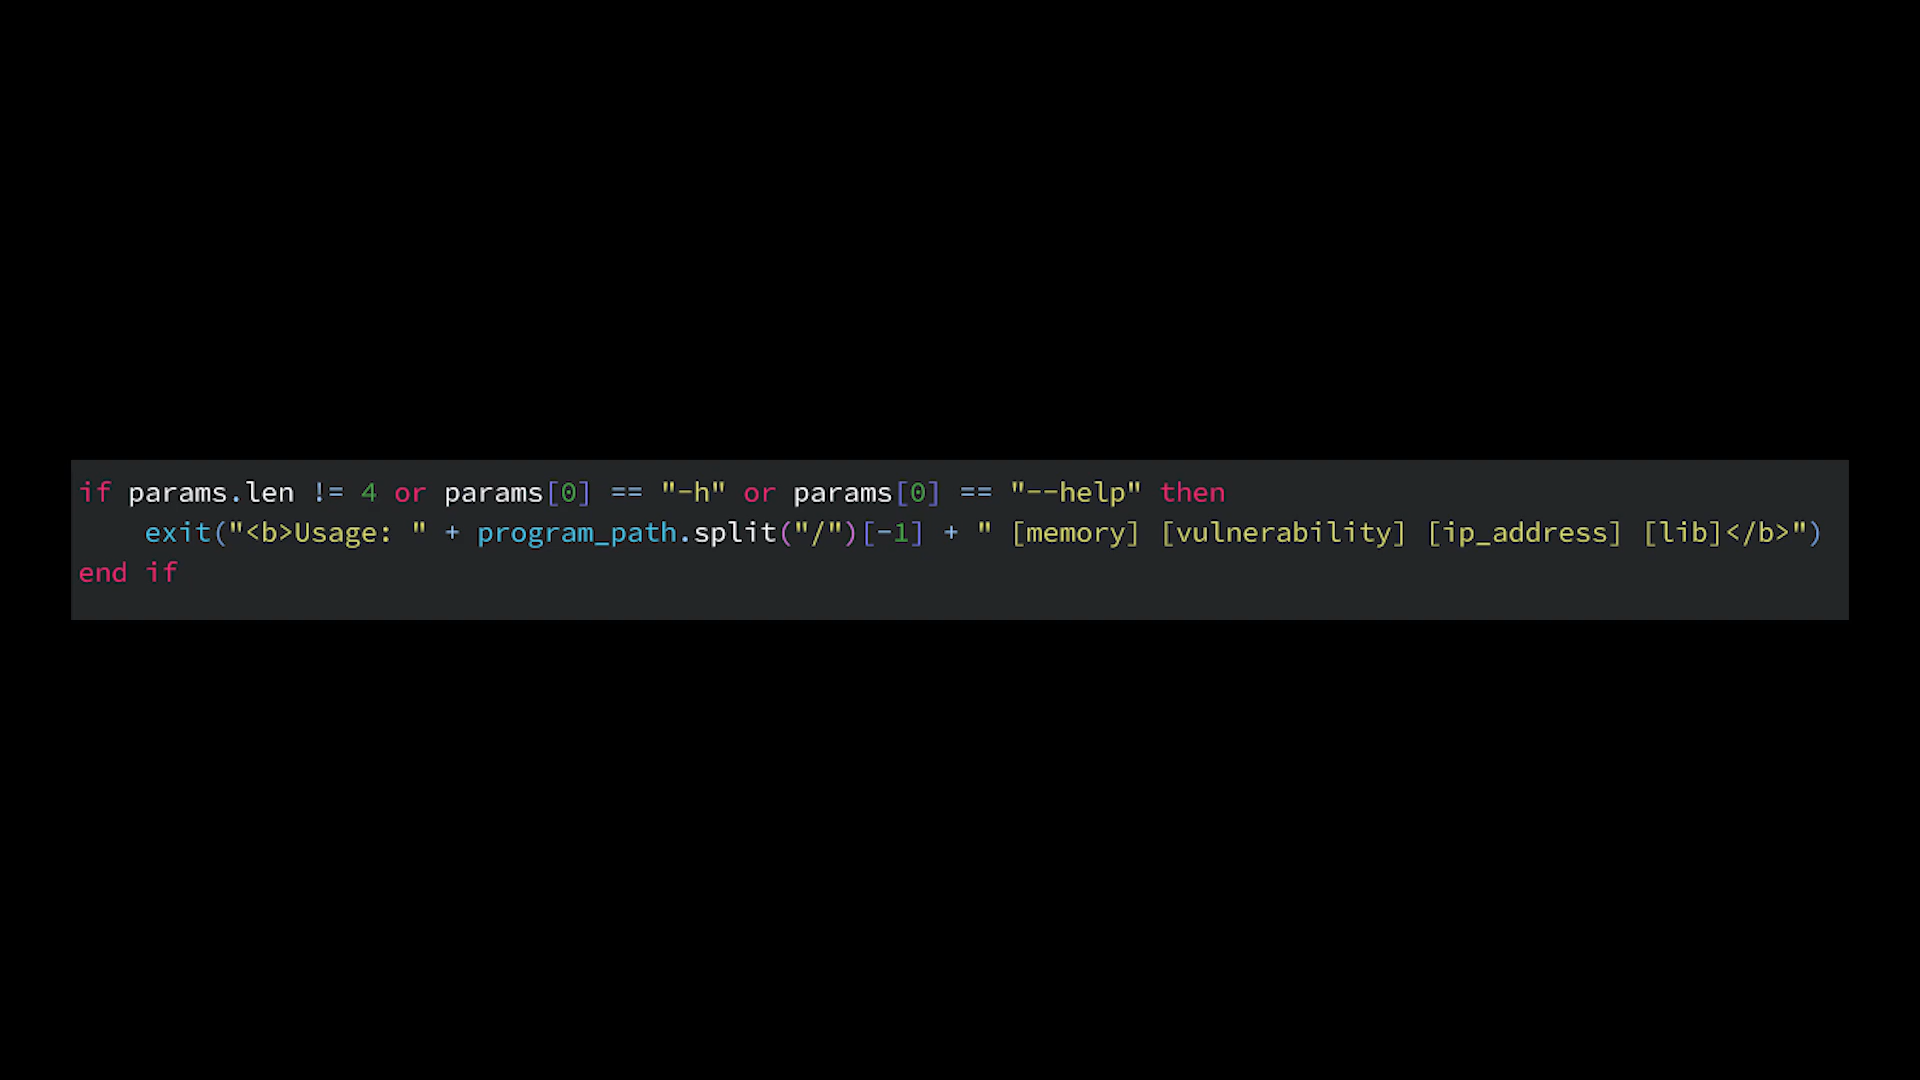 if params.len != 4 or params[0] == "-h" or params[0] == "--help" then
    exit("<b>Usage: " + program_path.split("/")[-1] + " [memory] [vulnerability] [ip_address] [lib]</b>")
end if